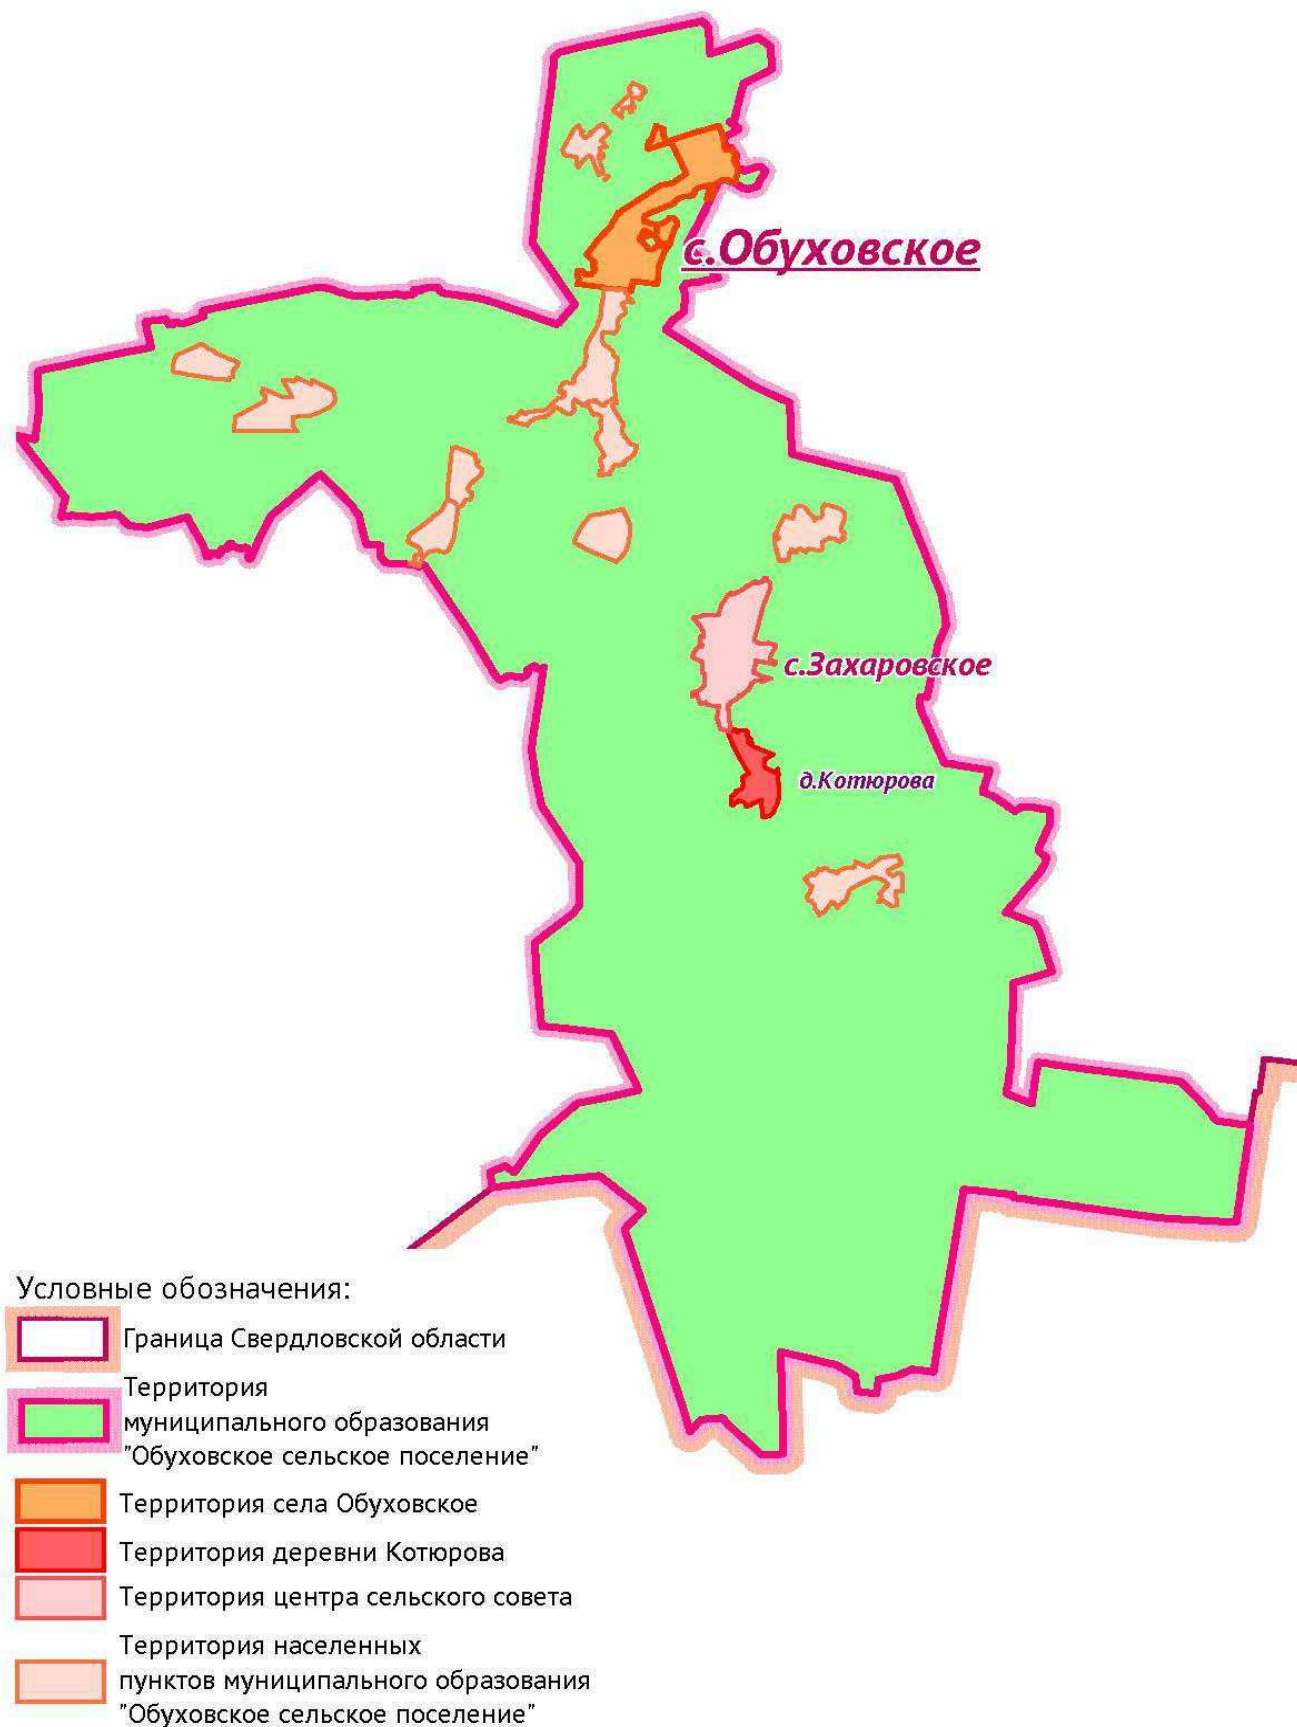 с.Обуховское
с.Захаровское
д.Котюрова
Условные обозначения:
Граница Свердловской области
Территория
муниципального образования
"Обуховское сельское поселение"
Территория села Обуховское
Территория деревни Котюрова
Территория центра сельского совета
Территория населенных
пунктов муниципального образования
"Обуховское сельское поселение"